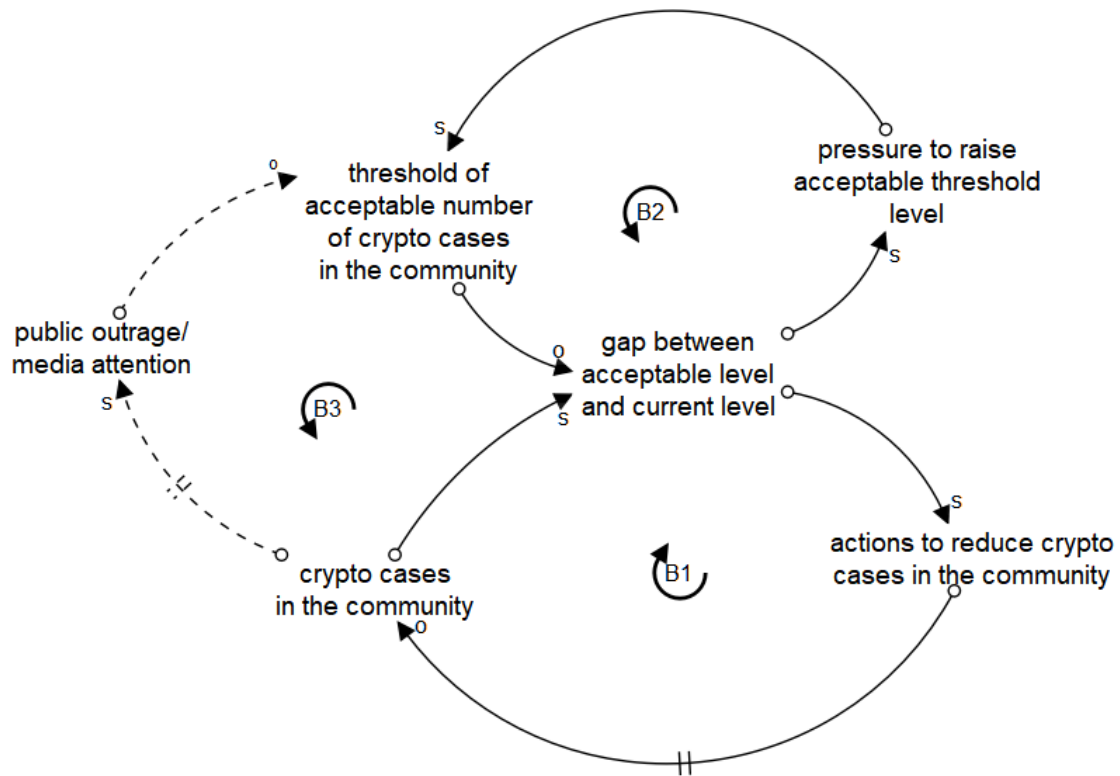 s
pressure to raise
acceptable threshold
level
o
threshold of
acceptable number
of crypto cases
in the community
B2
s
public outrage/
media attention
o
gap between
acceptable level
and current level
s
B3
s
s
actions to reduce crypto
cases in the community
crypto cases
in the community
B1
o